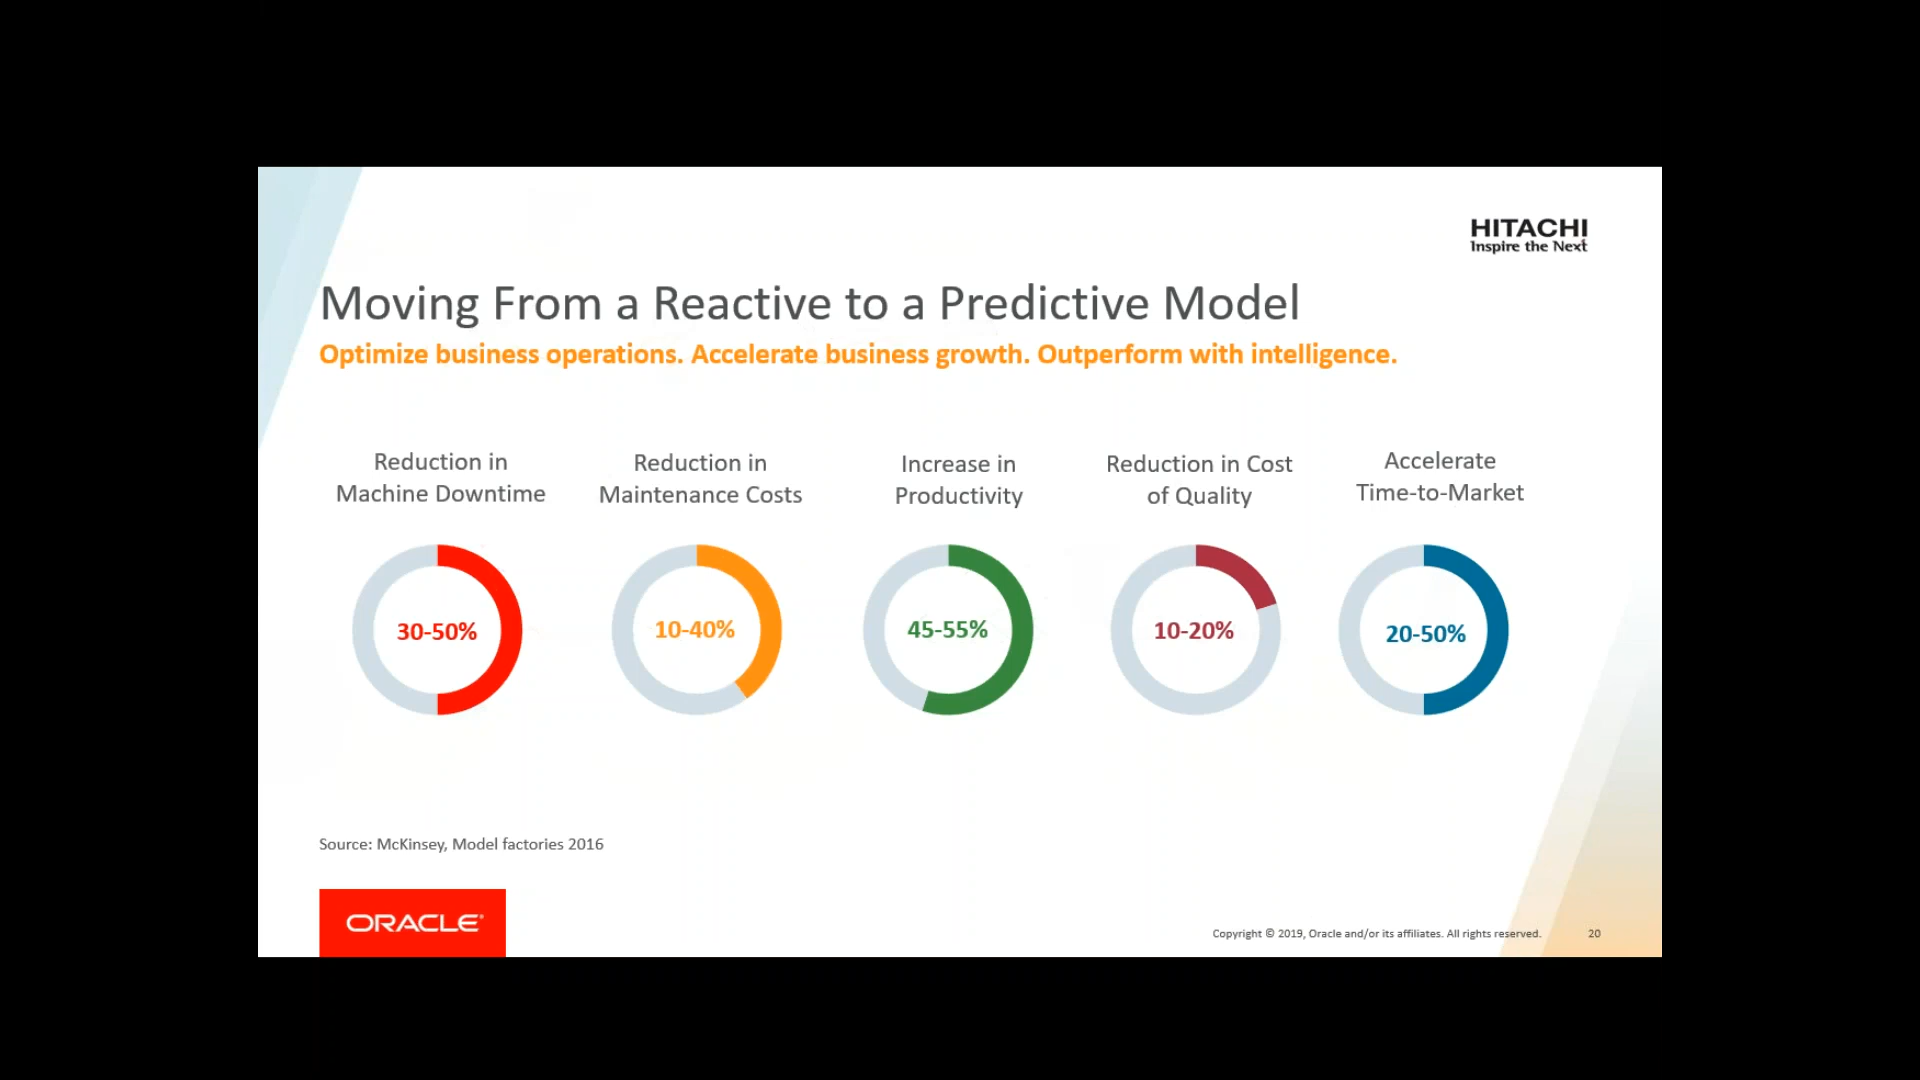 HITACHI
Inspire the Next
Moving From a Reactive to a Predictive Model
Optimize business operations. Accelerate business growth. Outperform with intelligence.
Reduction in
Machine Downtime
Reduction in
Maintenance Costs
Increase in
Productivity
Reduction in Cost
of Quality
Accelerate
Time-to-Market
30-50%
10-40%
45-55%
10-20%
20-50%
Source: McKinsey, Model factories 2016
ORACLE®
Copyright © 2019, Oracle and/or its affiliates. All rights reserved.
20